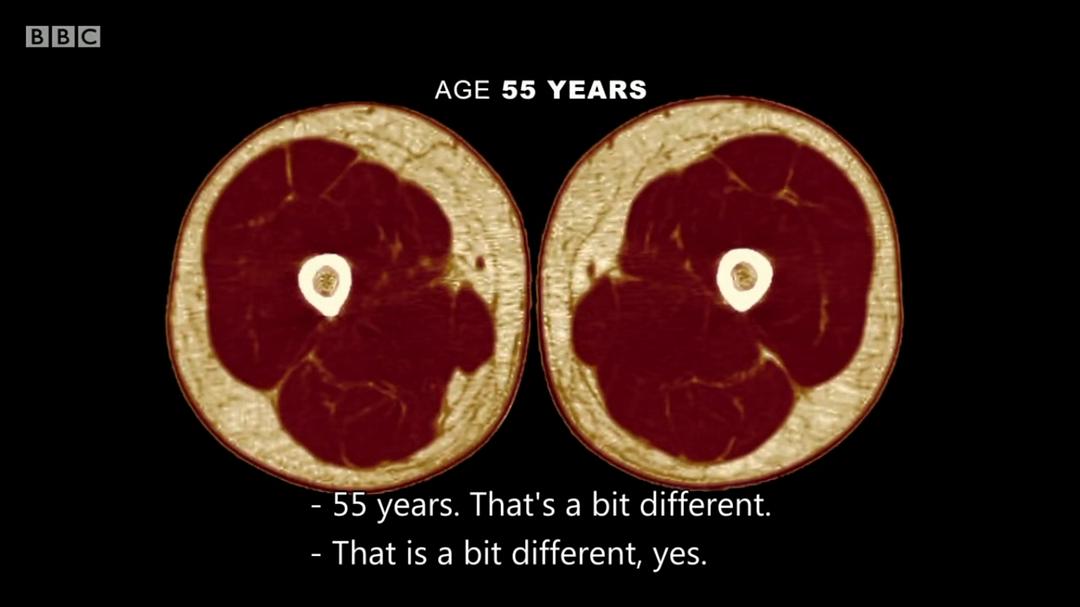 BBC
AGE 55 YEARS
- 55 years. That's a bit different.
- That is a bit different, yes.